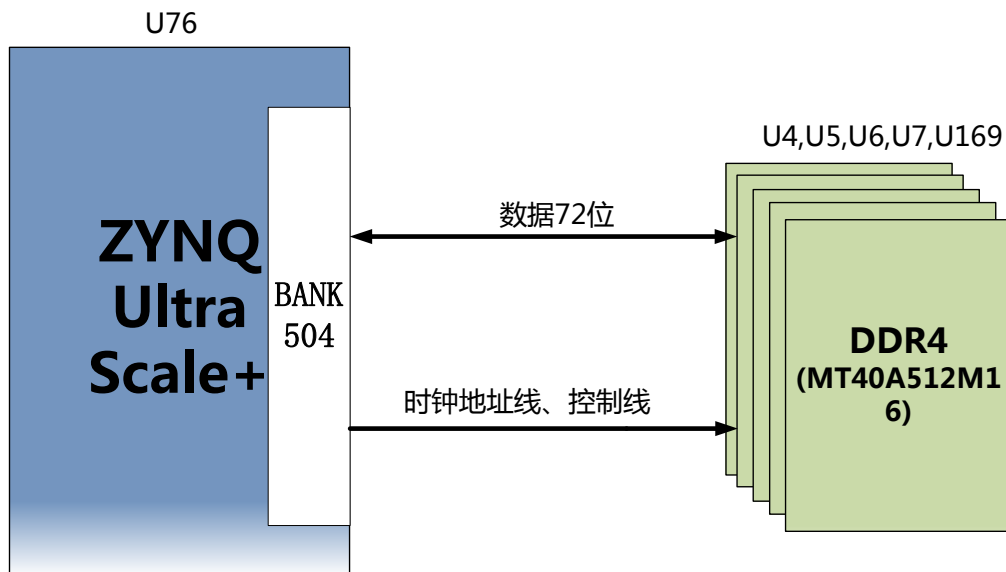 U76
U4,U5,U6,U7,U169
数据72位
ZYNQ
Ultra
Scale+
BANK
504
DDR4
(MT40A512M1
6)
时钟地址线、控制线